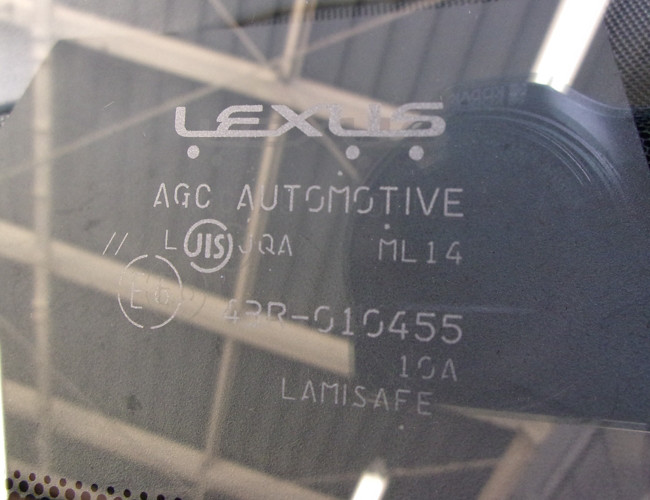 LEXUS
AGC AUTOMOTIVE
// L JIS JQA ML14
E6 43R-010455
10A
LAMISAFE